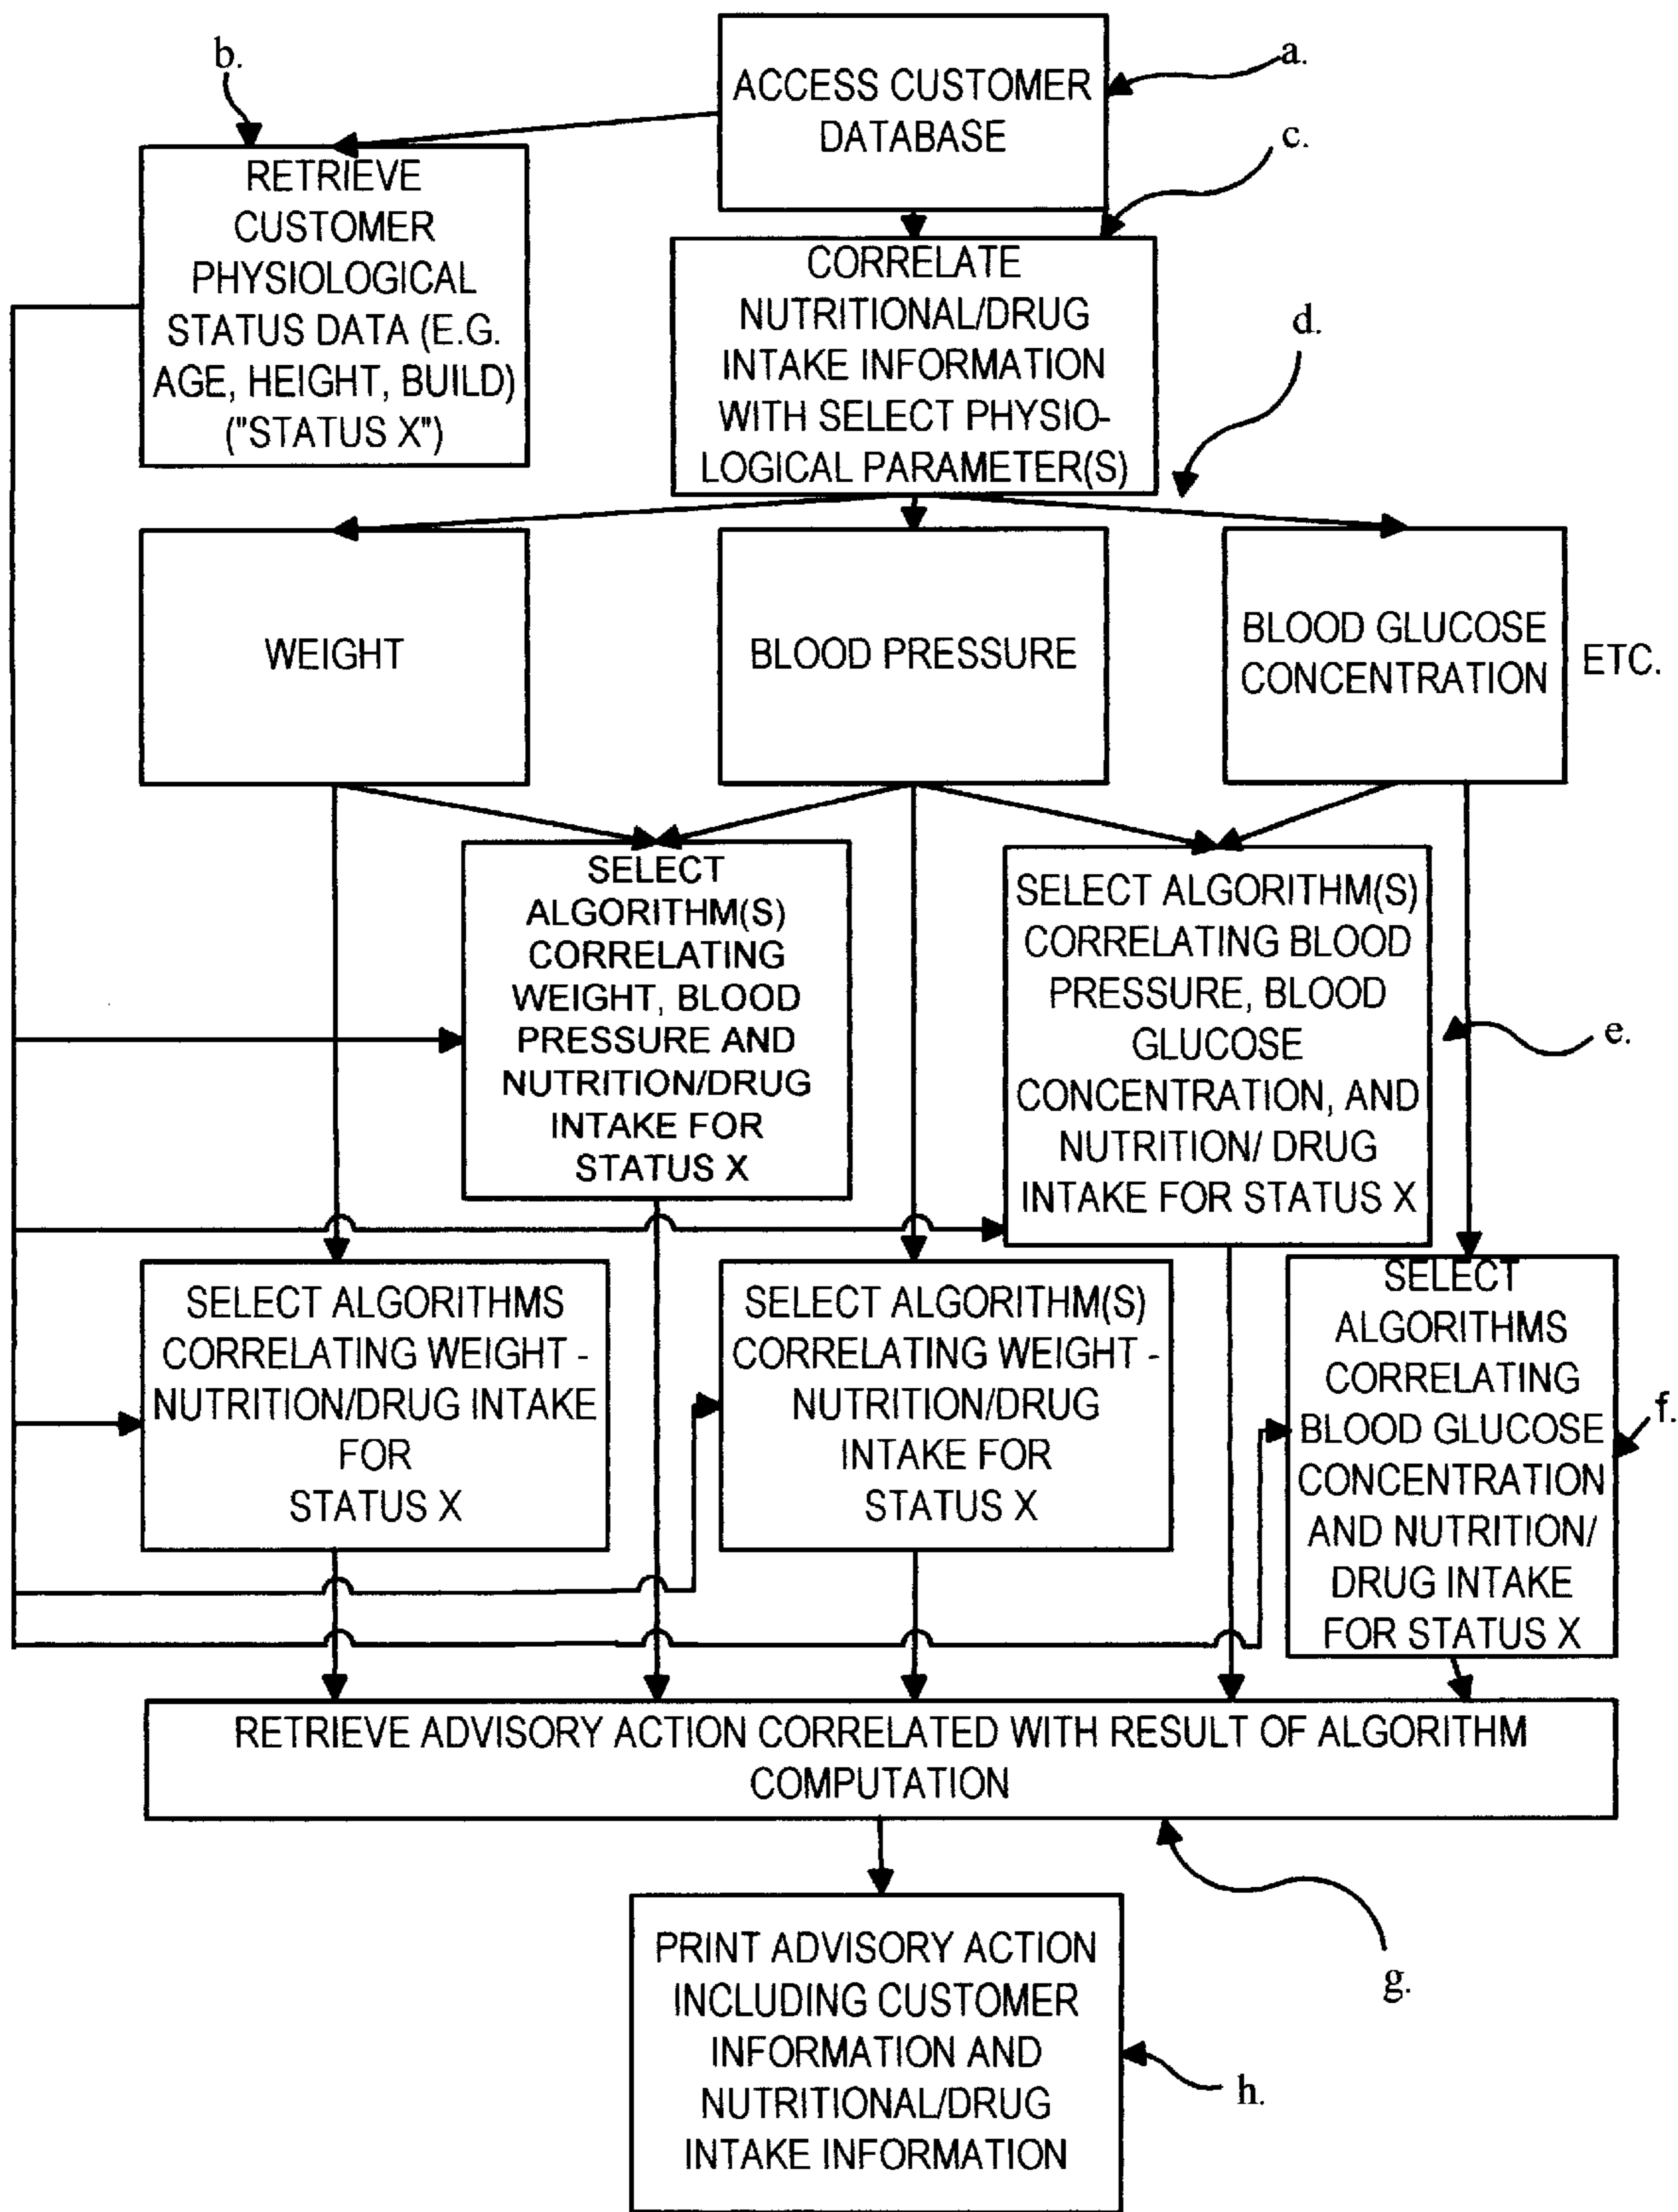 b.
ACCESS CUSTOMER
DATABASE
a.
RETRIEVE
CUSTOMER
PHYSIOLOGICAL
STATUS DATA (E.G.
AGE, HEIGHT, BUILD)
("STATUS X")
c.
CORRELATE
NUTRITIONAL/DRUG
INTAKE INFORMATION
WITH SELECT PHYSIO-
LOGICAL PARAMETER(S)
d.
WEIGHT
BLOOD PRESSURE
BLOOD GLUCOSE
CONCENTRATION
ETC.
SELECT
ALGORITHM(S)
CORRELATING
WEIGHT, BLOOD
PRESSURE AND
NUTRITION/DRUG
INTAKE FOR
STATUS X
SELECT ALGORITHM(S)
CORRELATING BLOOD
PRESSURE, BLOOD
GLUCOSE
CONCENTRATION, AND
NUTRITION/ DRUG
INTAKE FOR STATUS X
e.
SELECT ALGORITHMS
CORRELATING WEIGHT -
NUTRITION/DRUG INTAKE
FOR
STATUS X
SELECT ALGORITHM(S)
CORRELATING WEIGHT -
NUTRITION/DRUG
INTAKE FOR
STATUS X
SELECT
ALGORITHMS
CORRELATING
BLOOD GLUCOSE
CONCENTRATION
AND NUTRITION/
DRUG INTAKE
FOR STATUS X
f.
RETRIEVE ADVISORY ACTION CORRELATED WITH RESULT OF ALGORITHM
COMPUTATION
g.
PRINT ADVISORY ACTION
INCLUDING CUSTOMER
INFORMATION AND
NUTRITIONAL/DRUG
INTAKE INFORMATION
h.